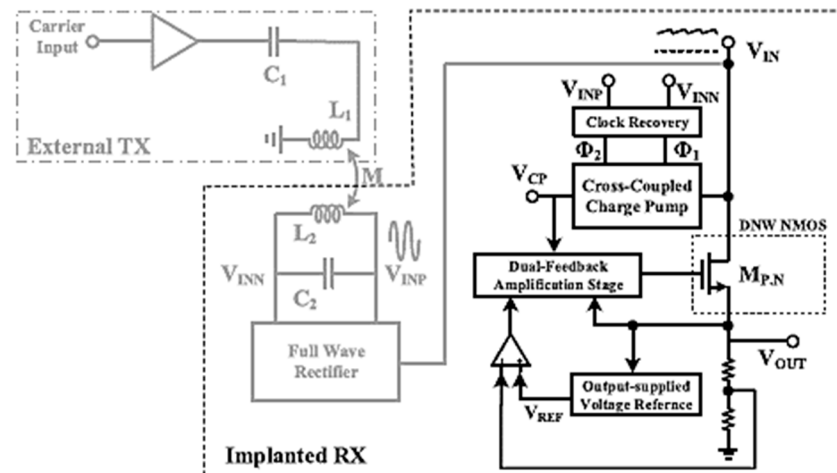 Carrier
Input
C1
L1
External TX
M
L2
VINN
VINP
C2
Full Wave
Rectifier
Implanted RX
VIN
VINP
VINN
Clock Recovery
Φ2
Φ1
VCP
Cross-Coupled
Charge Pump
DNW NMOS
Dual-Feedback
Amplification Stage
MP.N
VOUT
Output-supplied
Voltage Refernce
VREF